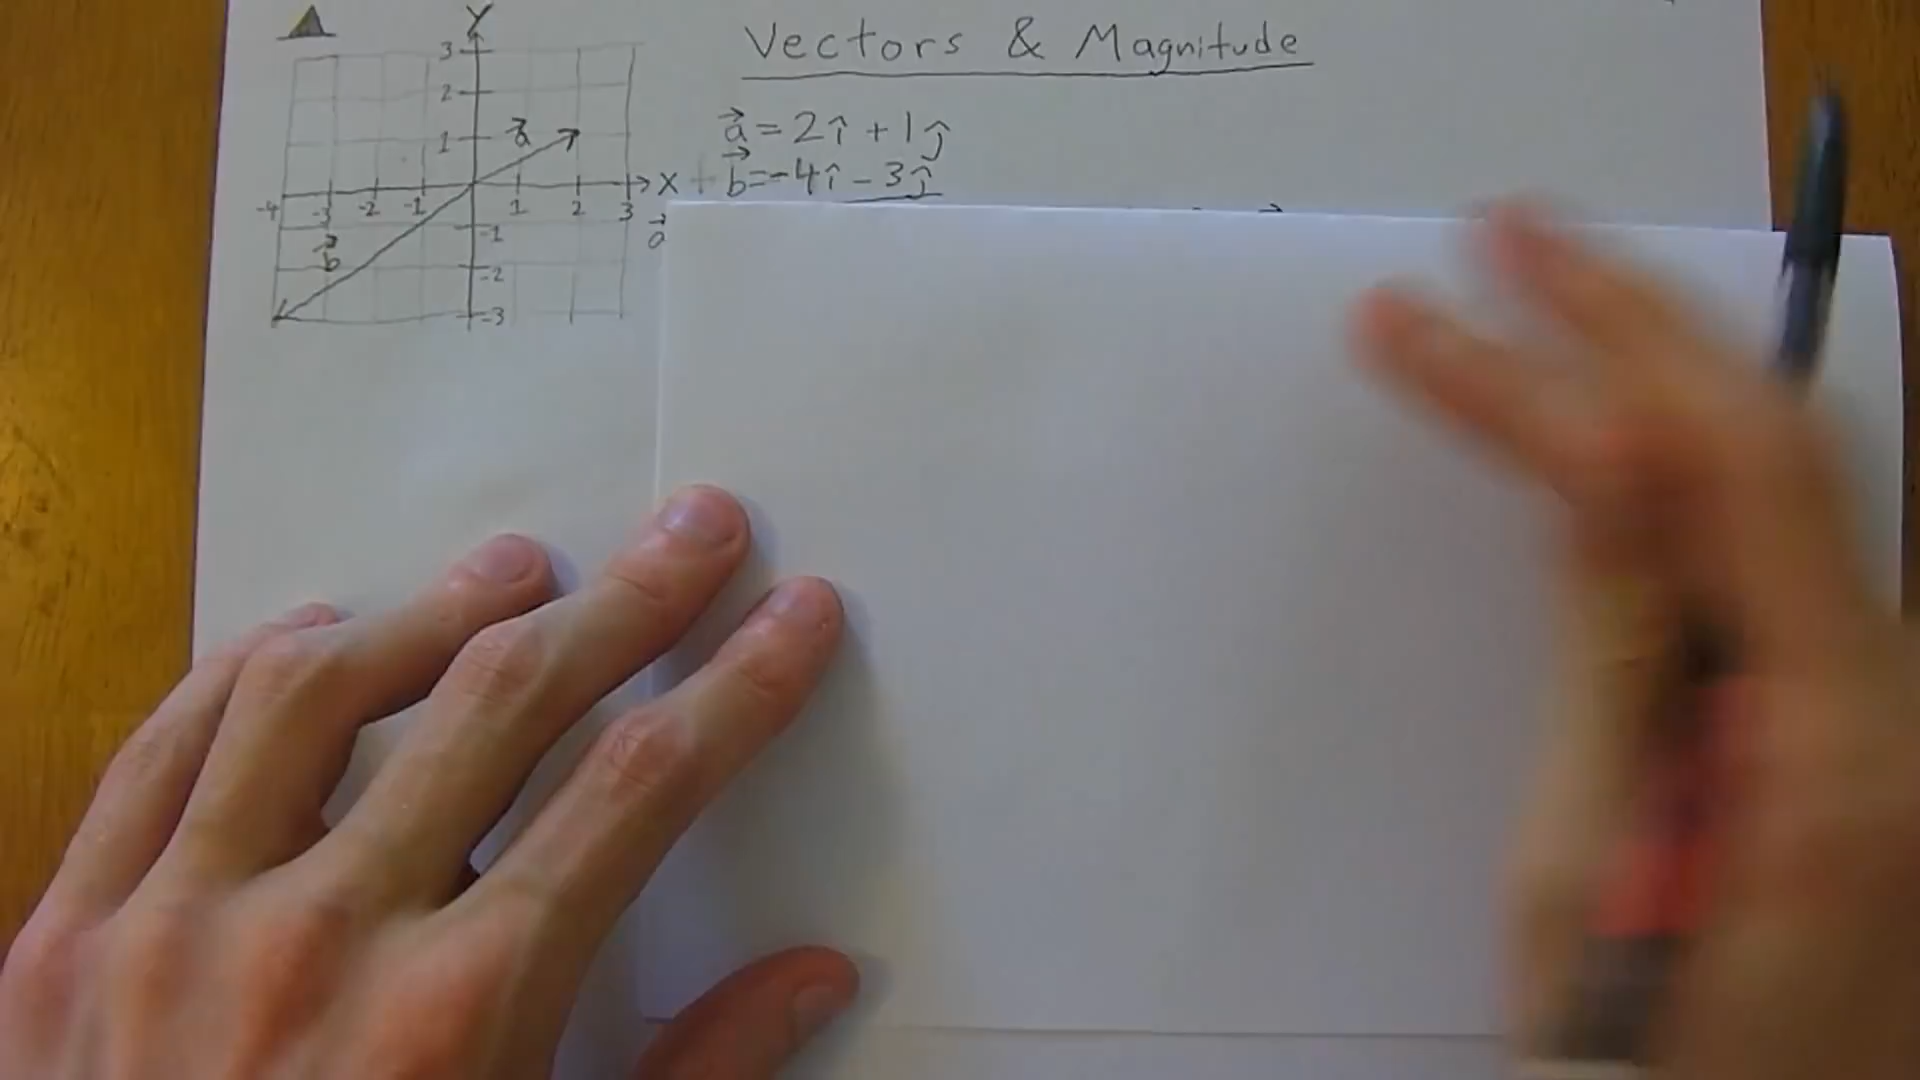 Vectors & Magnitude
Y
3
2
1
a⃗
X
-4 -3 -2 -1 1 2 3
-1
b⃗
-2
-3
a⃗ = 2î + 1ĵ
+ b⃗ = -4î - 3ĵ
a⃗